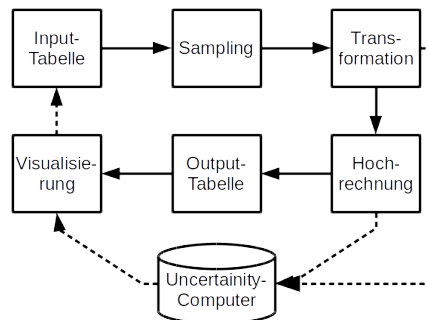 Input-
Tabelle
Sampling
Trans-
formation
Visualisie-
rung
Output-
Tabelle
Hoch-
rechnung
Uncertainity-
Computer